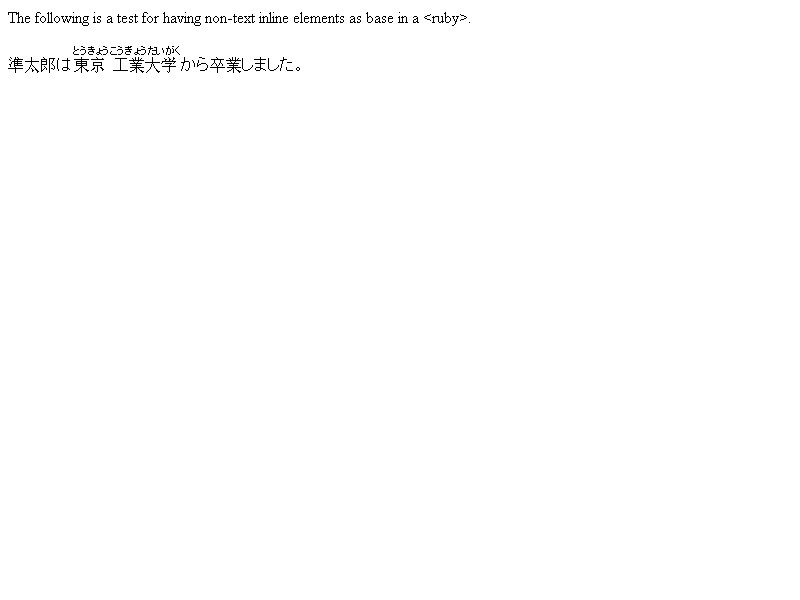 The following is a test for having non-text inline elements as base in a <ruby>.
とうきょうこうぎょうだいがく
準太郎は東京 工業大学から卒業しました。